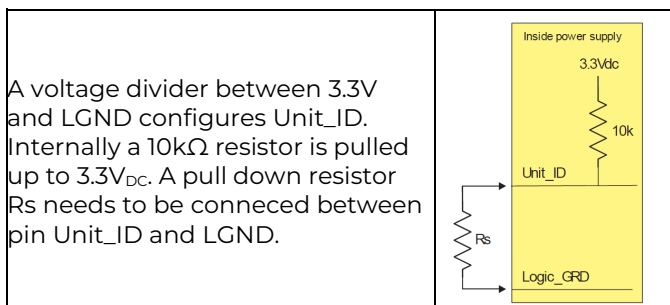 A voltage divider between 3.3V
and LGND configures Unit_ID.
Internally a 10kΩ resistor is pulled
up to 3.3VDC. A pull down resistor
Rs needs to be conneced between
pin Unit_ID and LGND.
Inside power supply
3.3Vdc
10k
Unit_ID
Rs
Logic_GRD